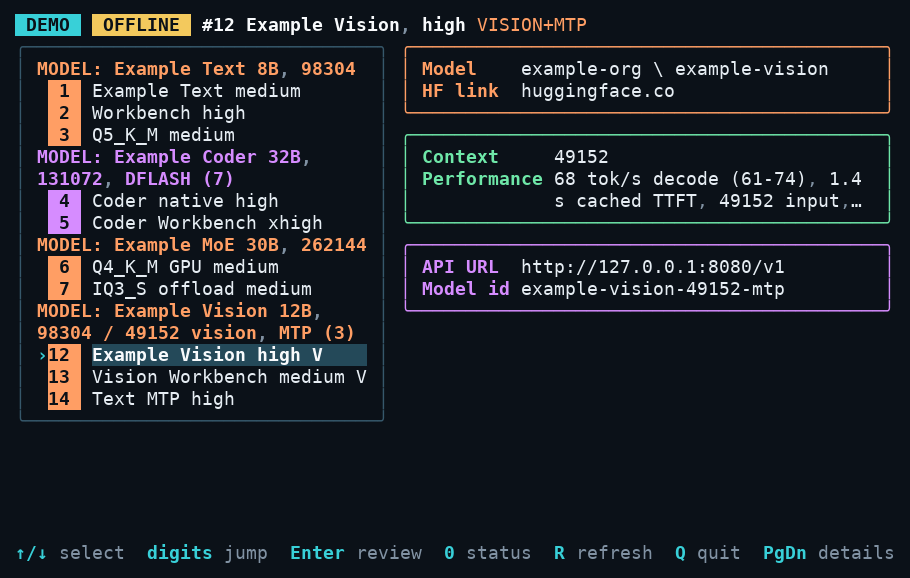 DEMO OFFLINE #12 Example Vision, high VISION+MTP
MODEL: Example Text 8B, 98304
1 Example Text medium
2 Workbench high
3 Q5_K_M medium
MODEL: Example Coder 32B,
131072, DFLASH (7)
4 Coder native high
5 Coder Workbench xhigh
MODEL: Example MoE 30B, 262144
6 Q4_K_M GPU medium
7 IQ3_S offload medium
MODEL: Example Vision 12B,
98304 / 49152 vision, MTP (3)
›12 Example Vision high V
13 Vision Workbench medium V
14 Text MTP high
Model example-org \ example-vision
HF link huggingface.co
Context 49152
Performance 68 tok/s decode (61-74), 1.4
s cached TTFT, 49152 input,…
API URL http://127.0.0.1:8080/v1
Model id example-vision-49152-mtp
↑/↓ select digits jump Enter review 0 status R refresh Q quit PgDn details